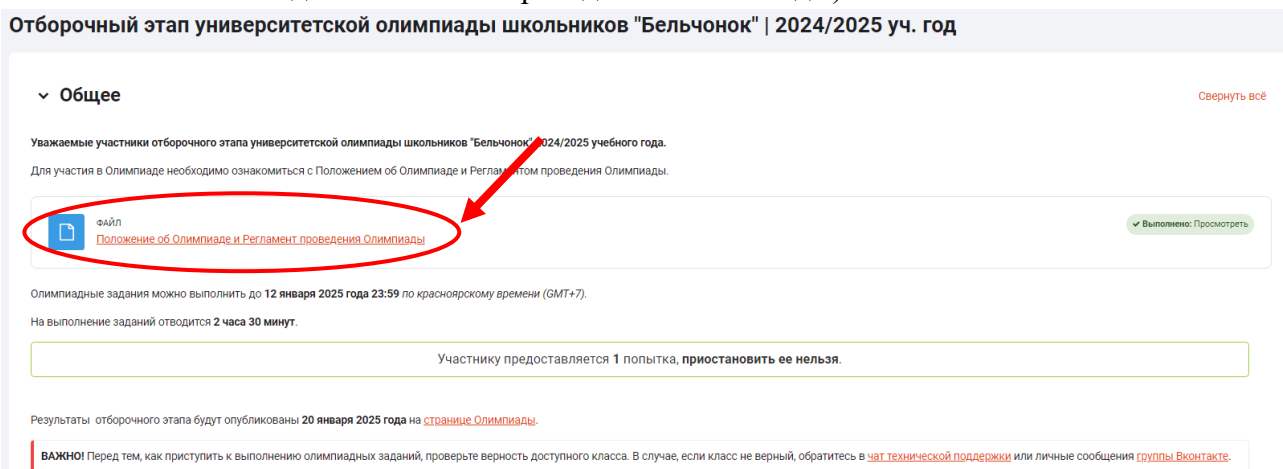 Отборочный этап университетской олимпиады школьников "Бельчонок" | 2024/2025 уч. год
Общее
Свернуть всё
Уважаемые участники отборочного этапа университетской олимпиады школьников "Бельчонок" 2024/2025 учебного года.
Для участия в Олимпиаде необходимо ознакомиться с Положением об Олимпиаде и Регламентом проведения Олимпиады.
ФАЙЛ
Положение об Олимпиаде и Регламент проведения Олимпиады
Выполнено: Просмотреть
Олимпиадные задания можно выполнить до 12 января 2025 года 23:59 по красноярскому времени (GMT+7).
На выполнение заданий отводится 2 часа 30 минут.
Участнику предоставляется 1 попытка, приостановить ее нельзя.
Результаты отборочного этапа будут опубликованы 20 января 2025 года на странице Олимпиады.
ВАЖНО! Перед тем, как приступить к выполнению олимпиадных заданий, проверьте верность доступного класса. В случае, если класс не верный, обратитесь в чат технической поддержки или личные сообщения группы Вконтакте.